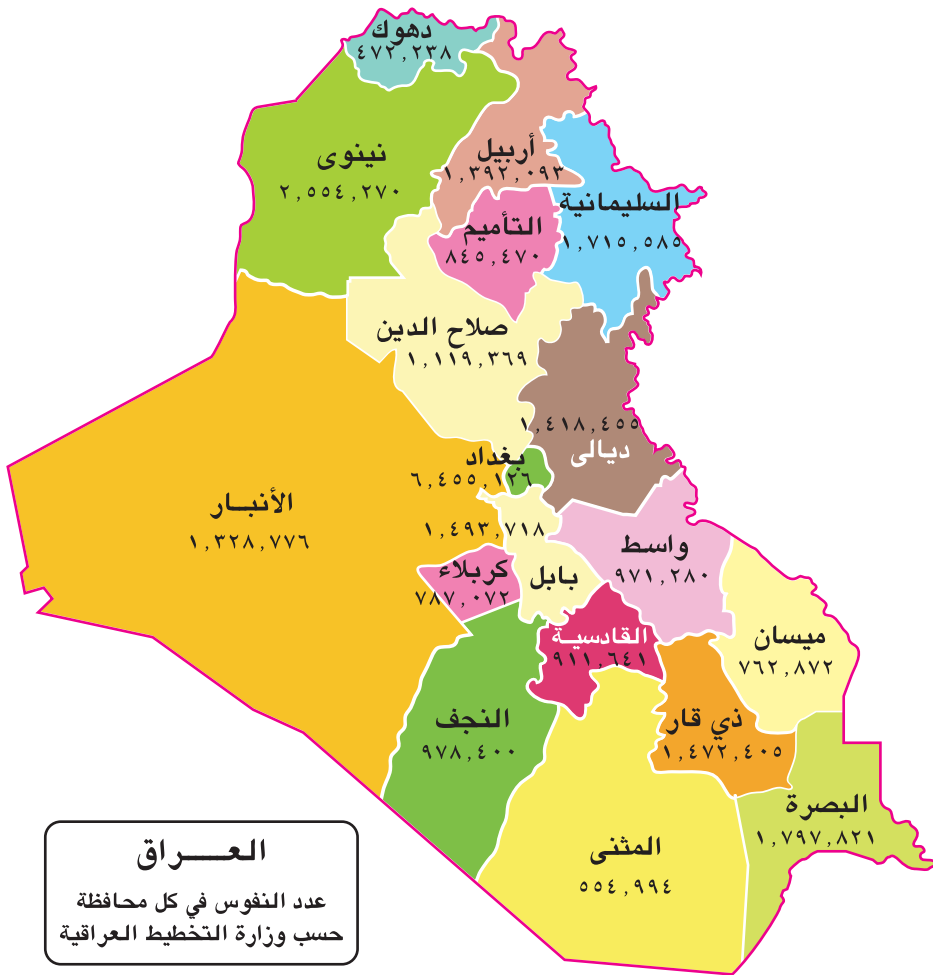 دهوك
٤٧٢,٢٣٨
نينوى
٢,٥٥٤,٢٧٠
أربيل
١,٣٩٢,٠٩٣
السليمانية
١,٧١٥,٥٨٥
التأميم
٨٤٥,٤٧٠
صلاح الدين
١,١١٩,٣٦٩
١,٤١٨,٤٥٥
ديالى
بغداد
٦,٤٥٥,١٢٦
الأنبــار
١,٣٢٨,٧٧٦
١,٤٩٣,٧١٨
بابل
واسط
٩٧١,٢٨٠
كربلاء
٧٨٧,٠٧٢
القادسيــة
٩١١,٦٤١
ميسان
٧٦٢,٨٧٢
النجف
٩٧٨,٤٠٠
ذي قار
١,٤٧٢,٤٠٥
البصرة
١,٧٩٧,٨٢١
المثنى
٥٥٤,٩٩٤
العـــراق
عدد النفوس في كل محافظة
حسب وزارة التخطيط العراقية